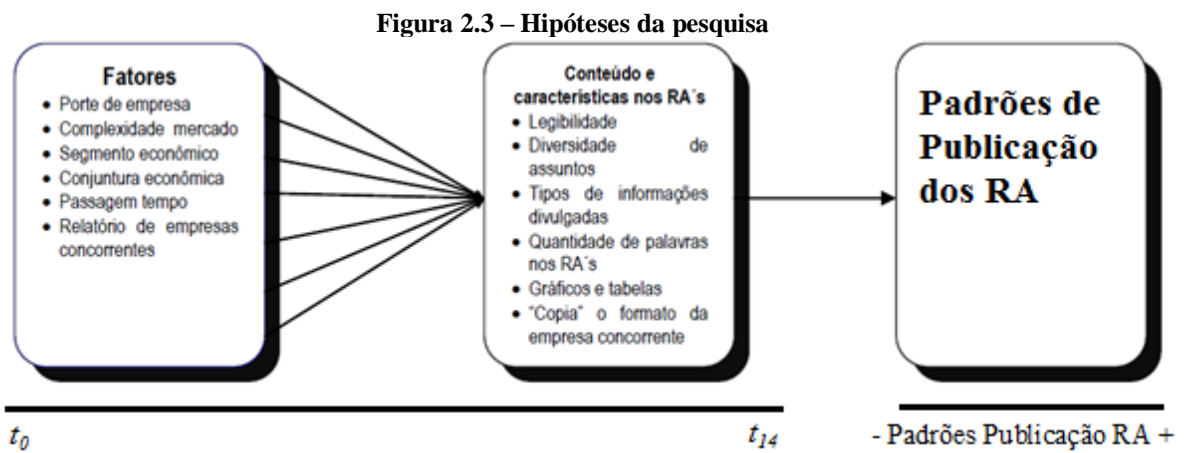 Figura 2.3 – Hipóteses da pesquisa
Fatores
• Porte de empresa
• Complexidade mercado
• Segmento econômico
• Conjuntura econômica
• Passagem tempo
• Relatório de empresas
concorrentes
Conteúdo e
características nos RA´s
• Legibilidade
• Diversidade de
assuntos
• Tipos de informações
divulgadas
• Quantidade de palavras
nos RA´s
• Gráficos e tabelas
• "Copia" o formato da
empresa concorrente
Padrões de
Publicação
dos RA
t0
t14
- Padrões Publicação RA +